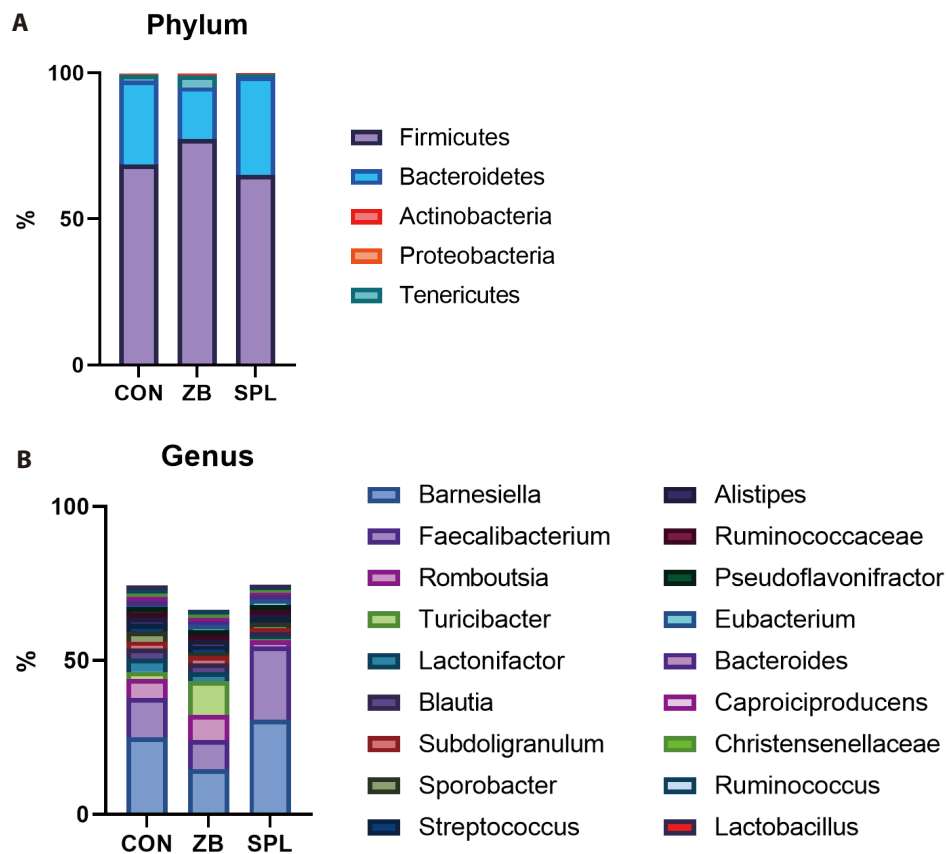 A
Phylum
100
50
0
%
CON ZB SPL
Firmicutes
Bacteroidetes
Actinobacteria
Proteobacteria
Tenericutes
B
Genus
100
50
0
%
CON ZB SPL
Barnesiella
Faecalibacterium
Romboutsia
Turicibacter
Lactonifactor
Blautia
Subdoligranulum
Sporobacter
Streptococcus
Alistipes
Ruminococcaceae
Pseudoflavonifractor
Eubacterium
Bacteroides
Caproiciproducens
Christensenellaceae
Ruminococcus
Lactobacillus